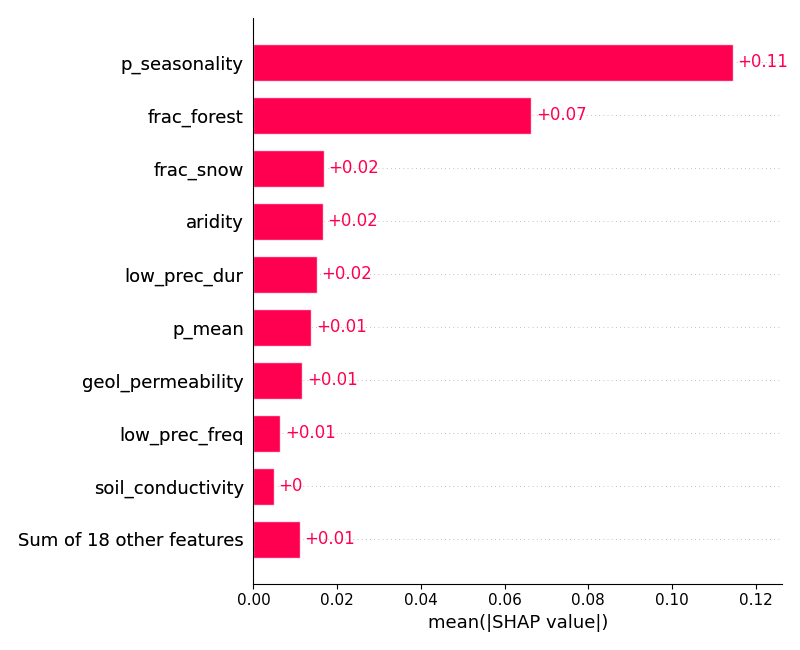 p_seasonality +0.11
frac_forest +0.07
frac_snow +0.02
aridity +0.02
low_prec_dur +0.02
p_mean +0.01
geol_permeability +0.01
low_prec_freq +0.01
soil_conductivity +0
Sum of 18 other features +0.01
0.00 0.02 0.04 0.06 0.08 0.10 0.12
mean(|SHAP value|)